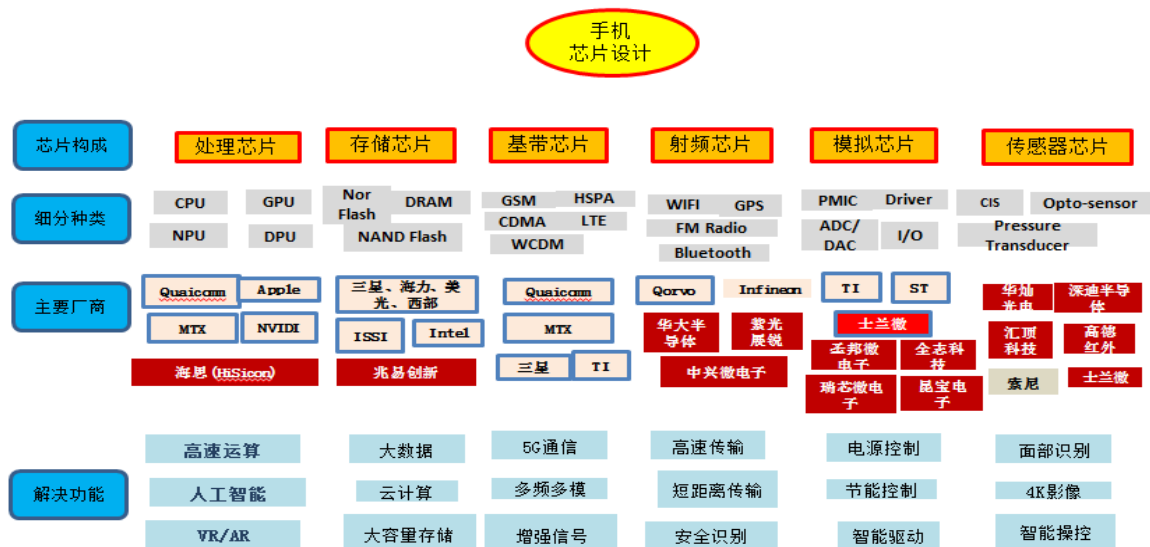 手机
芯片设计
芯片构成
处理芯片
存储芯片
基带芯片
射频芯片
模拟芯片
传感器芯片
细分种类
CPU
GPU
NPU
DPU
Nor
Flash
DRAM
NAND Flash
GSM
HSPA
CDMA
LTE
WCDM
WIFI
GPS
FM Radio
Bluetooth
PMIC
Driver
ADC/
DAC
I/O
CIS
Opto-sensor
Pressure
Transducer
主要厂商
Quaicomm
Apple
MTX
NVIDI
海思(HiSicon)
三星、海力、美
光、西部
ISSI
Intel
兆易创新
Quaicomm
MTX
三星
TI
Qorvo
Infineon
华大半
导体
紫光
展锐
中兴微电子
TI
ST
士兰微
圣邦微
电子
全志科
技
瑞芯微电
子
昆宝电
子
华灿
光电
深迪半导
体
汇顶
科技
高德
红外
索尼
士兰微
解决功能
高速运算
人工智能
VR/AR
大数据
云计算
大容量存储
5G通信
多频多模
增强信号
高速传输
短距离传输
安全识别
电源控制
节能控制
智能驱动
面部识别
4K影像
智能操控